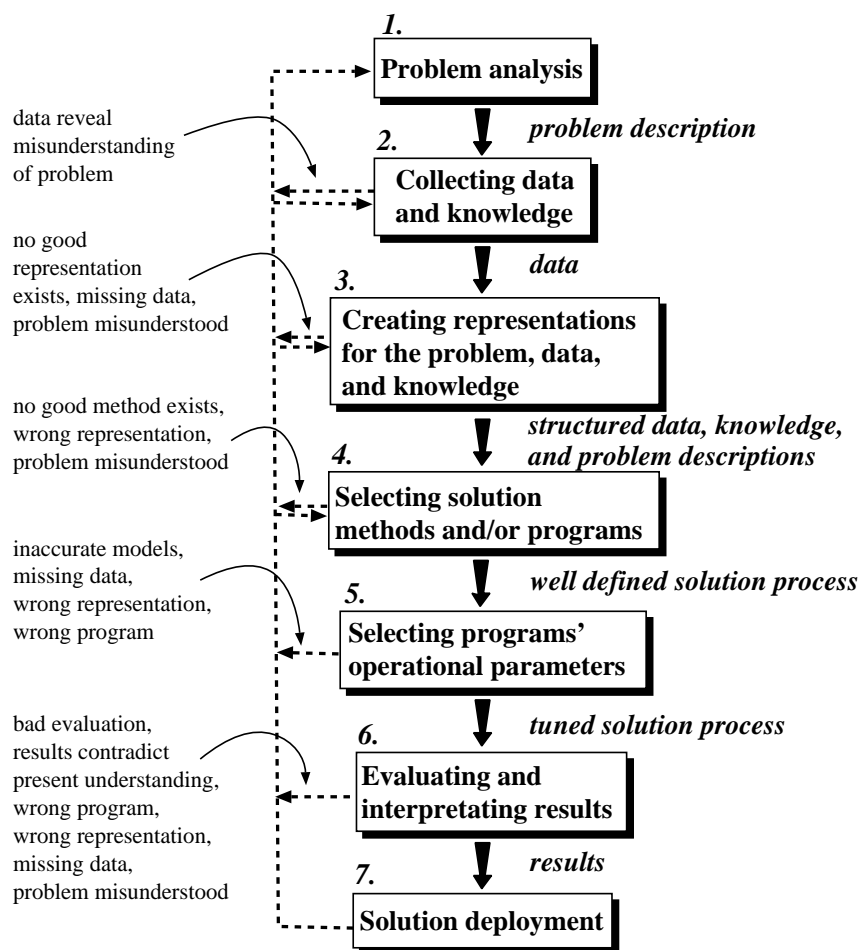 1.
Problem analysis
data reveal
misunderstanding
of problem
problem description
2.
Collecting data
and knowledge
no good
representation
exists, missing data,
problem misunderstood
data
3.
Creating representations
for the problem, data,
and knowledge
no good method exists,
wrong representation,
problem misunderstood
structured data, knowledge,
and problem descriptions
4.
Selecting solution
methods and/or programs
inaccurate models,
missing data,
wrong representation,
wrong program
well defined solution process
5.
Selecting programs’
operational parameters
bad evaluation,
results contradict
present understanding,
wrong program,
wrong representation,
missing data,
problem misunderstood
tuned solution process
6.
Evaluating and
interpretating results
results
7.
Solution deployment